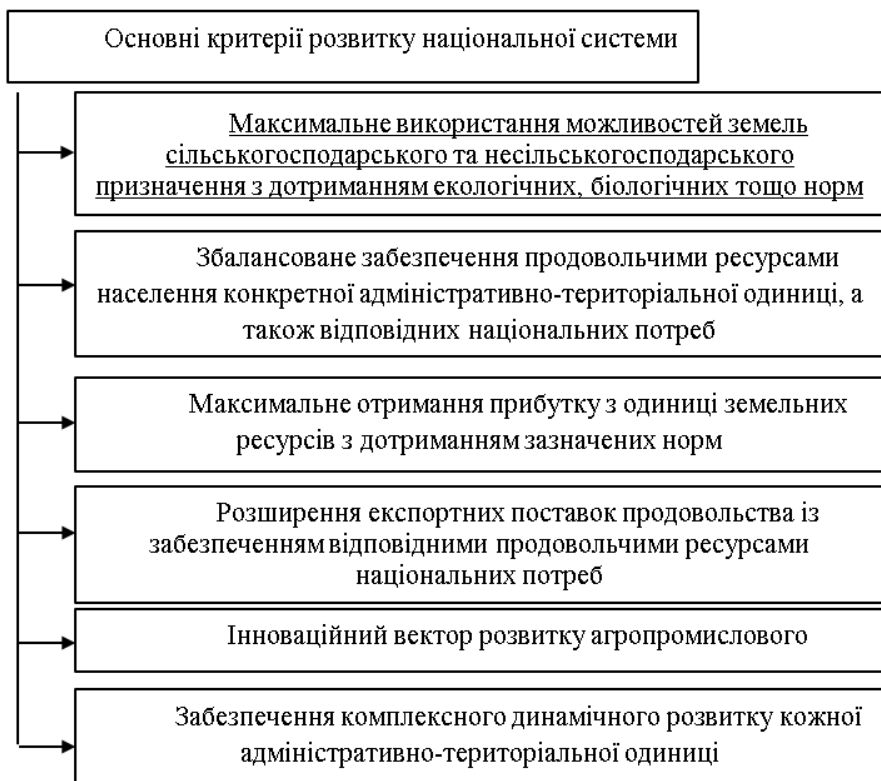 Основні критерії розвитку національної системи
Максимальне використання можливостей земель
сільськогосподарського та несільськогосподарського
призначення з дотриманням екологічних, біологічних тощо норм
Збалансоване забезпечення продовольчими ресурсами
населення конкретної адміністративно-територіальної одиниці, а
також відповідних національних потреб
Максимальне отримання прибутку з одиниці земельних
ресурсів з дотриманням зазначених норм
Розширення експортних поставок продовольства із
забезпеченням відповідними продовольчими ресурсами
національних потреб
Інноваційний вектор розвитку агропромислового
Забезпечення комплексного динамічного розвитку кожної
адміністративно-територіальної одиниці